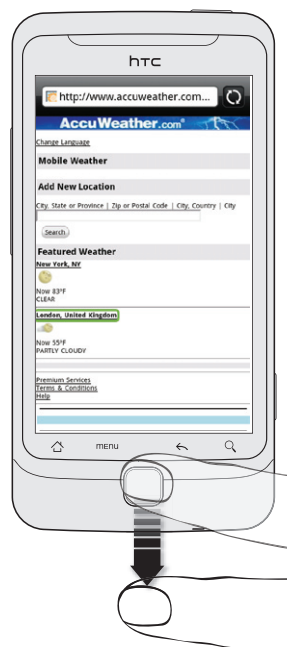 hTC
http://www.accuweather.com...
AccuWeather.com
Change Language
Mobile Weather
Add New Location
City, State or Province | Zip or Postal Code | City, Country | City
Search
Featured Weather
New York, NY
Now 83°F
CLEAR
London, United Kingdom
Now 55°F
PARTLY CLOUDY
Premium Services
Terms & Conditions
Help
menu